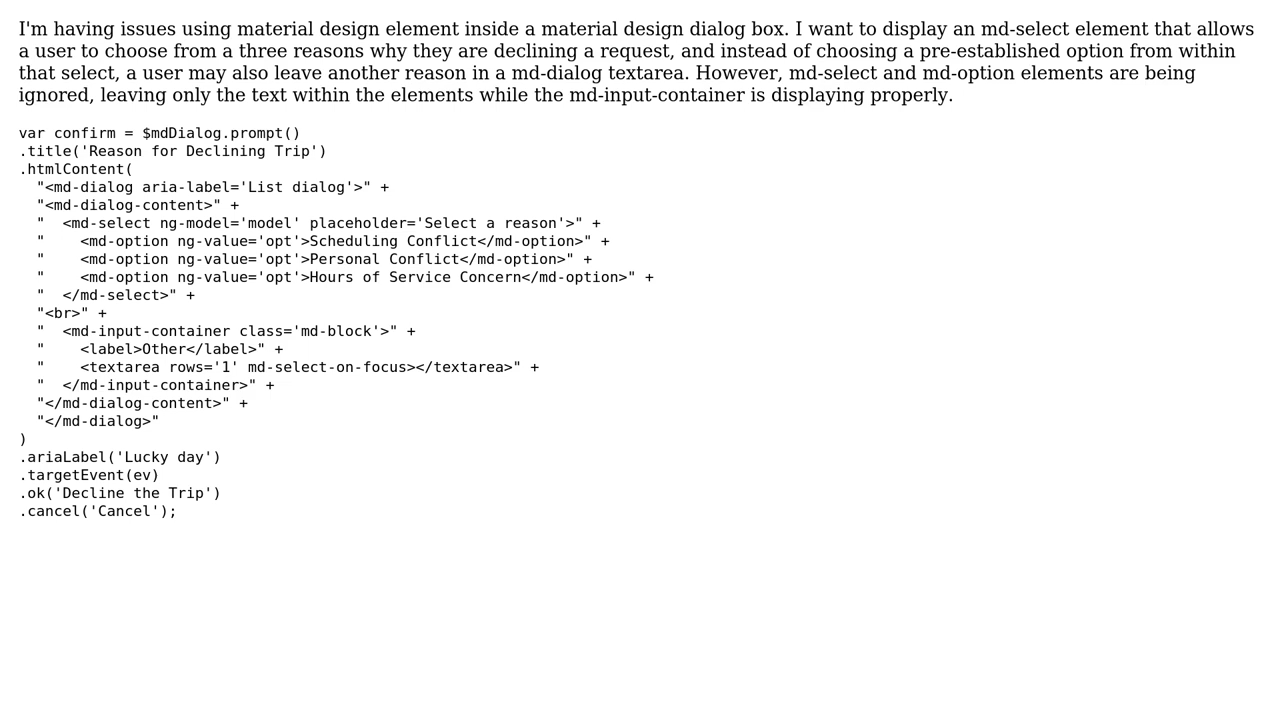 I'm having issues using material design element inside a material design dialog box. I want to display an md-select element that allows
a user to choose from a three reasons why they are declining a request, and instead of choosing a pre-established option from within
that select, a user may also leave another reason in a md-dialog textarea. However, md-select and md-option elements are being
ignored, leaving only the text within the elements while the md-input-container is displaying properly.
var confirm = $mdDialog.prompt()
.title('Reason for Declining Trip')
.htmlContent(
  "<md-dialog aria-label='List dialog'>" +
  "<md-dialog-content>" +
  "  <md-select ng-model='model' placeholder='Select a reason'>" +
  "    <md-option ng-value='opt'>Scheduling Conflict</md-option>" +
  "    <md-option ng-value='opt'>Personal Conflict</md-option>" +
  "    <md-option ng-value='opt'>Hours of Service Concern</md-option>" +
  "  </md-select>" +
  "<br>" +
  "  <md-input-container class='md-block'>" +
  "    <label>Other</label>" +
  "    <textarea rows='1' md-select-on-focus></textarea>" +
  "  </md-input-container>" +
  "</md-dialog-content>" +
  "</md-dialog>"
)
.ariaLabel('Lucky day')
.targetEvent(ev)
.ok('Decline the Trip')
.cancel('Cancel');